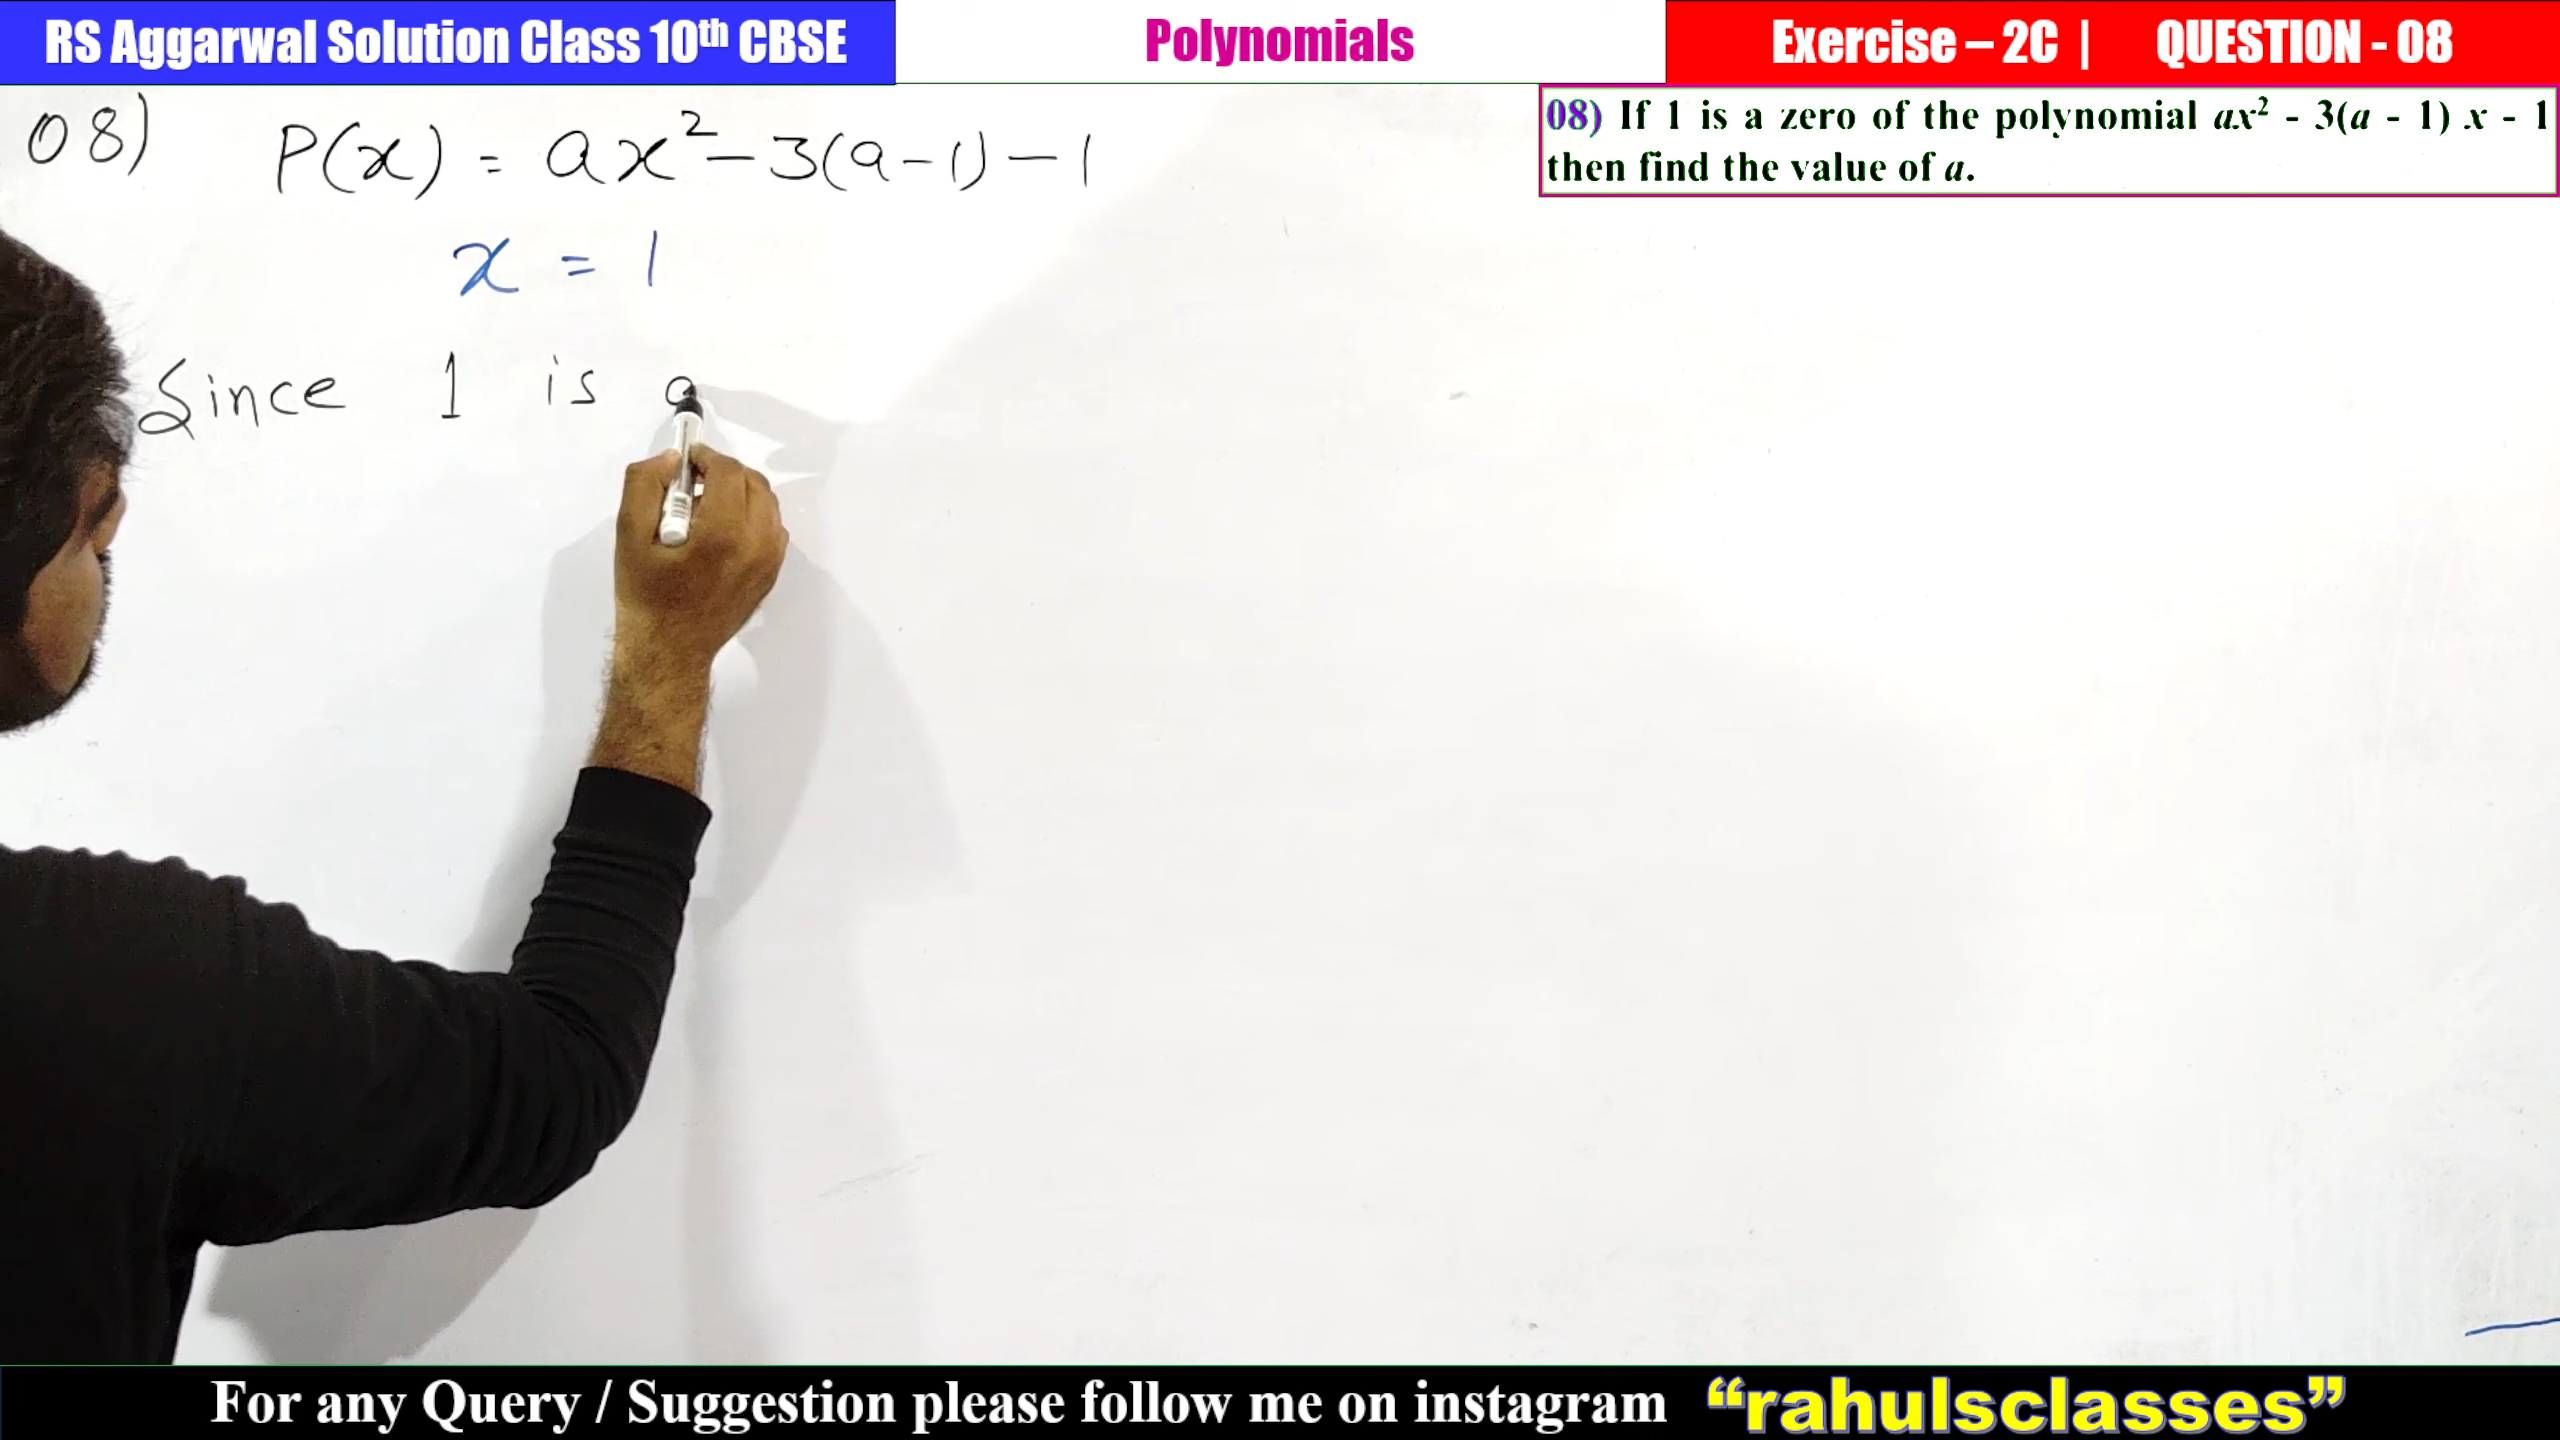 RS Aggarwal Solution Class 10th CBSE
Polynomials
Exercise – 2C | QUESTION - 08
08) If 1 is a zero of the polynomial ax² - 3(a - 1) x - 1
then find the value of a.
08) P(x) = ax² - 3(a-1) - 1
x = 1
Since 1 is a
For any Query / Suggestion please follow me on instagram “rahulsclasses”